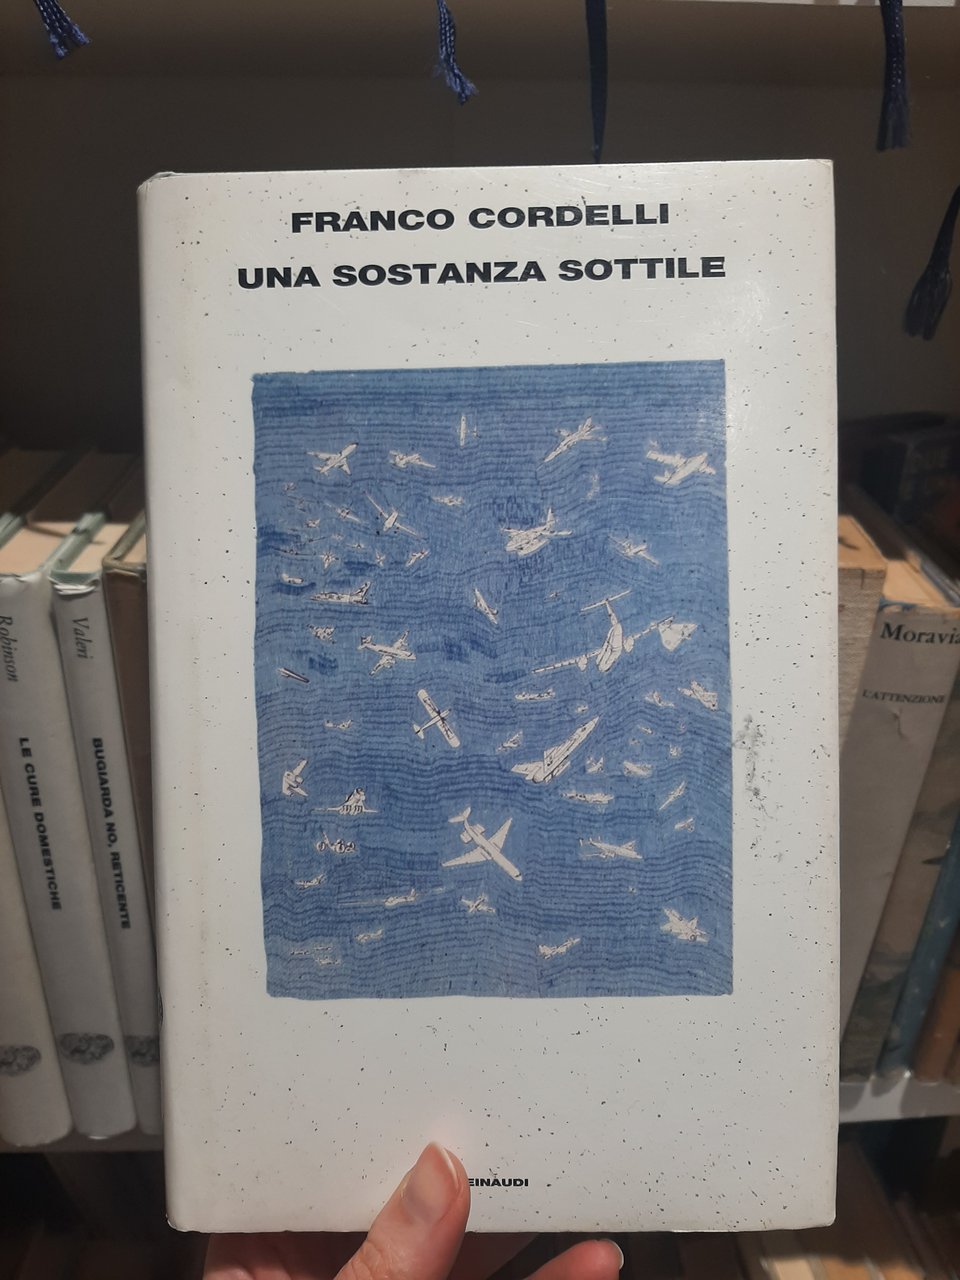 FRANCO CORDELLI
UNA SOSTANZA SOTTILE
EINAUDI
Robinson
LE CURE DOMESTICHE
Valeri
BUGIARDA NO, RETICENTE
Moravia
L'ATTENZIONE